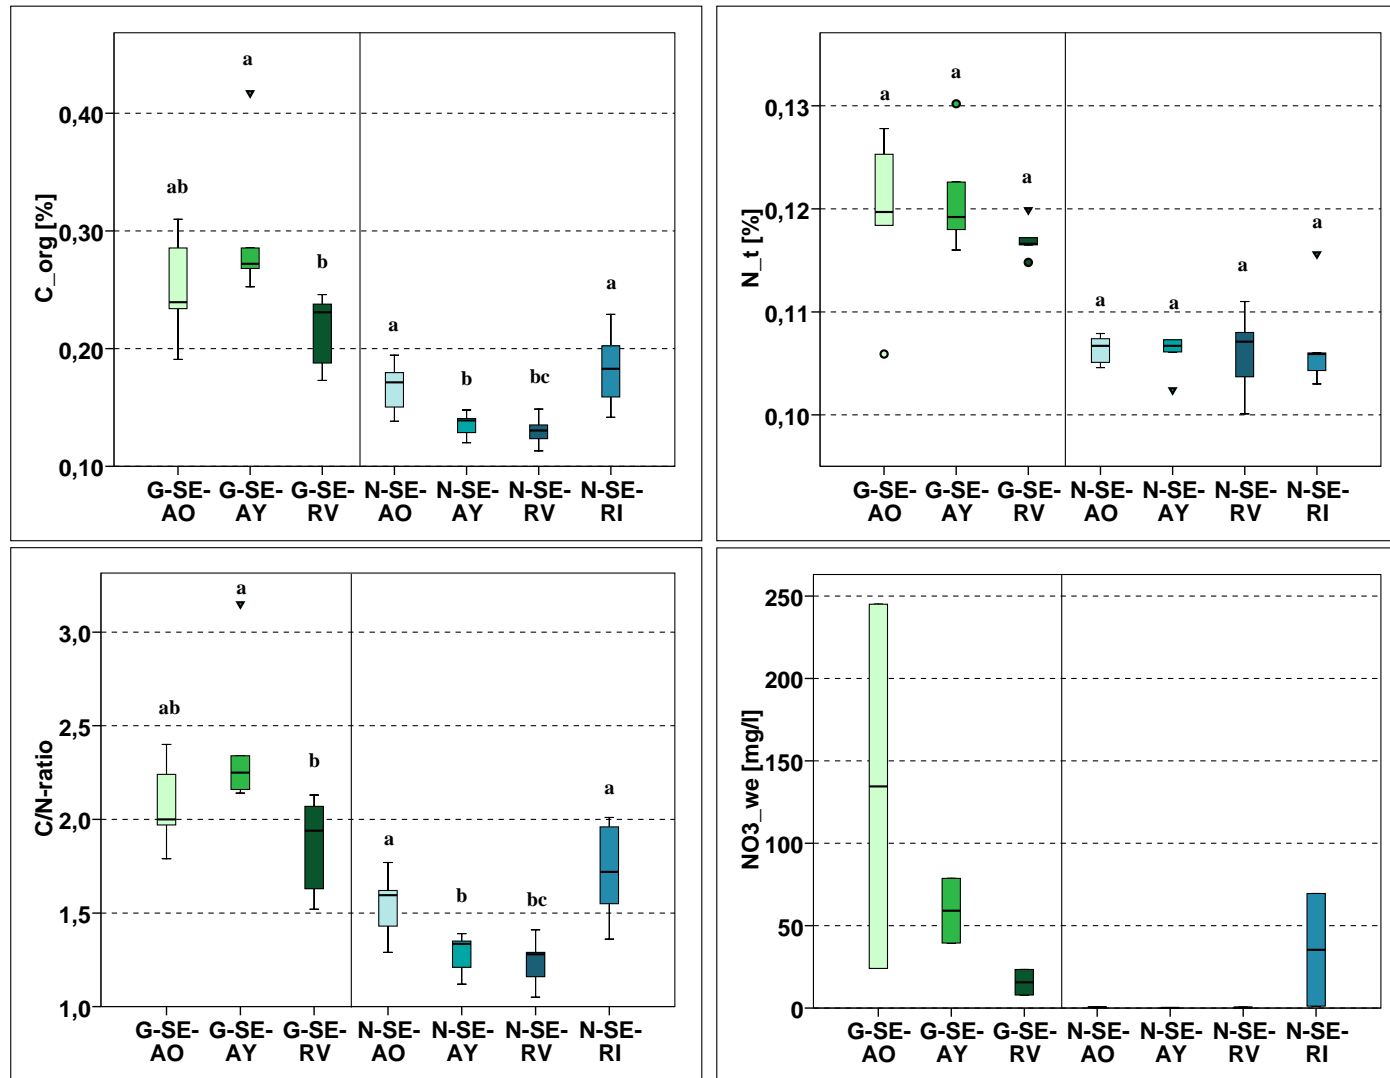 C_org [%]
0,40
0,30
0,20
0,10
ab
a
b
a
b
bc
a
G-SE- G-SE- G-SE- N-SE- N-SE- N-SE- N-SE-
AO AY RV AO AY RV RI
N_t [%]
0,13
0,12
0,11
0,10
a
a
a
a
a
a
a
G-SE- G-SE- G-SE- N-SE- N-SE- N-SE- N-SE-
AO AY RV AO AY RV RI
C/N-ratio
3,0
2,5
2,0
1,5
1,0
ab
a
b
a
b
bc
a
G-SE- G-SE- G-SE- N-SE- N-SE- N-SE- N-SE-
AO AY RV AO AY RV RI
NO3_we [mg/l]
250
200
150
100
50
0
G-SE- G-SE- G-SE- N-SE- N-SE- N-SE- N-SE-
AO AY RV AO AY RV RI